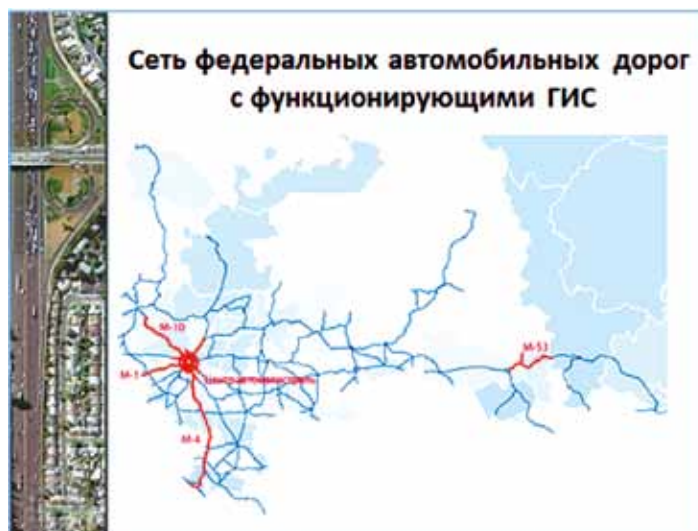 Сеть федеральных автомобильных дорог
с функционирующими ГИС
М-10
М-53
М-1
М-4